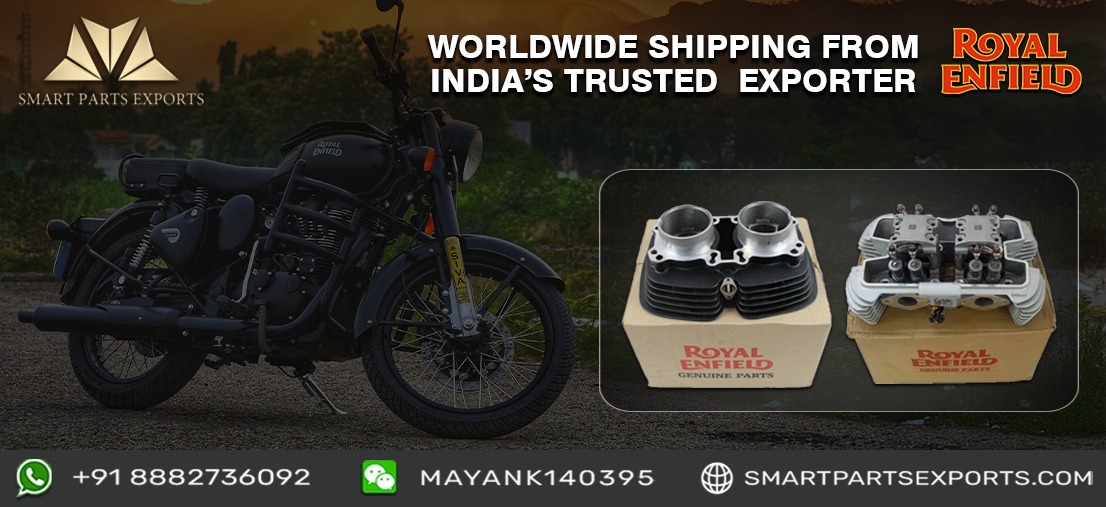 SMART PARTS EXPORTS
WORLDWIDE SHIPPING FROM
INDIA'S TRUSTED EXPORTER
ROYAL
ENFIELD
ROYAL
ENFIELD
SIVA
ROYAL
ENFIELD
GENUINE PARTS
ROYAL
ENFIELD
GENUINE PARTS
+91 8882736092
MAYANK140395
SMARTPARTSEXPORTS.COM